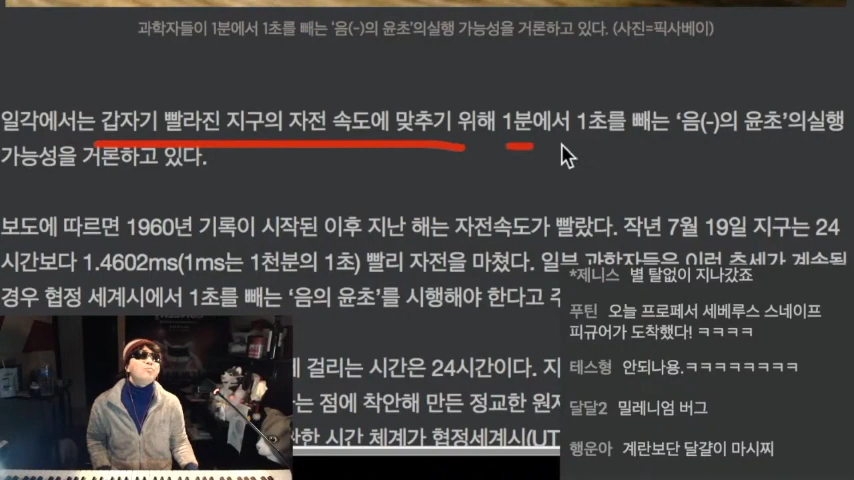 과학자들이 1분에서 1초를 빼는 '음(-)의 윤초'의실행 가능성을 거론하고 있다. (사진=픽사베이)
일각에서는 갑자기 빨라진 지구의 자전 속도에 맞추기 위해 1분에서 1초를 빼는 '음(-)의 윤초'의실행
가능성을 거론하고 있다.
보도에 따르면 1960년 기록이 시작된 이후 지난 해는 자전속도가 빨랐다. 작년 7월 19일 지구는 24
시간보다 1.4602ms(1ms는 1천분의 1초) 빨리 자전을 마쳤다. 일부 과학자들은 이런 추세가 계속될
경우 협정 세계시에서 1초를 빼는 '음의 윤초'를 시행해야 한다고 주
걸리는 시간은 24시간이다. 지
는 점에 착안해 만든 정교한 원자
한 시간 체계가 협정세계시(UT
*제니스 별 탈없이 지나갔죠
푸틴 오늘 프로페서 세베루스 스네이프
피규어가 도착했다! ㅋㅋㅋㅋ
테스형 안되나용.ㅋㅋㅋㅋㅋㅋㅋㅋ
달달2 밀레니엄 버그
행운아 계란보단 달걀이 마시찌